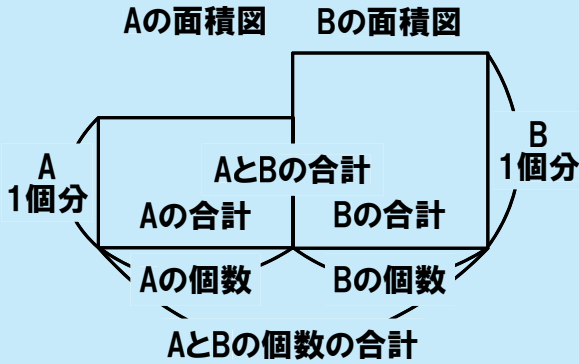 Aの面積図
Bの面積図
A
1個分
B
1個分
AとBの合計
Aの合計
Bの合計
Aの個数
Bの個数
AとBの個数の合計